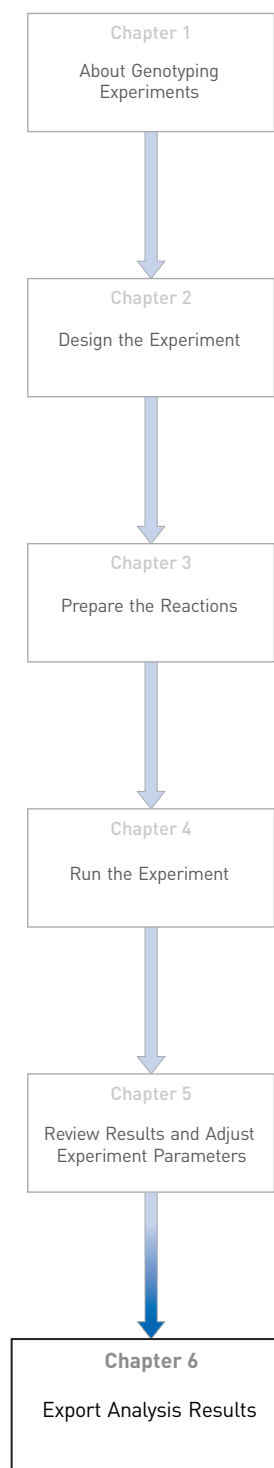 Chapter 1
About Genotyping
Experiments
Chapter 2
Design the Experiment
Chapter 3
Prepare the Reactions
Chapter 4
Run the Experiment
Chapter 5
Review Results and Adjust
Experiment Parameters
Chapter 6
Export Analysis Results